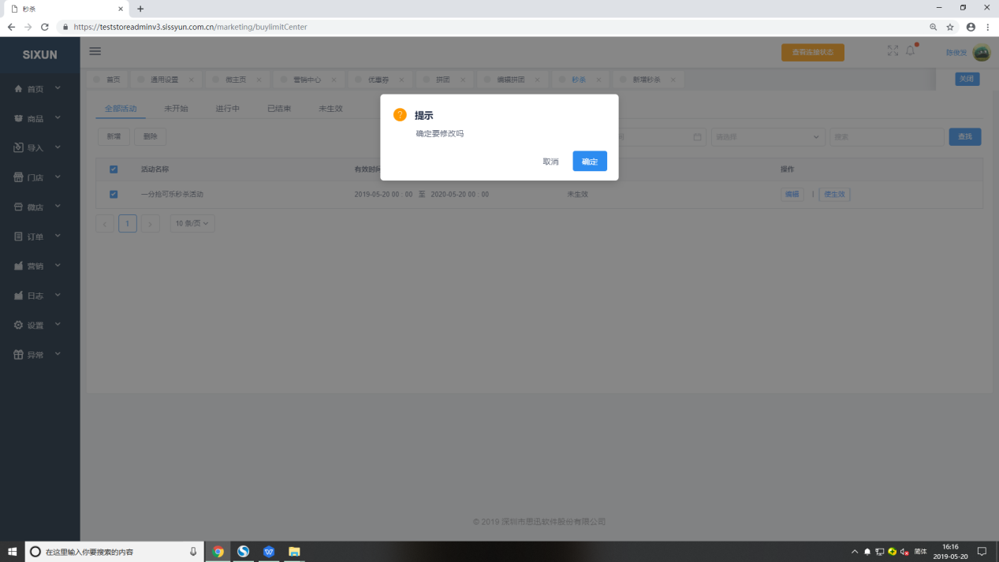 秒杀
https://teststoreadminv3.sissyun.com.cn/marketing/buylimitCenter
SIXUN
查看连接状态
陈俊发
首页
通用设置
微主页
营销中心
优惠券
拼团
编辑拼团
秒杀
新增秒杀
关闭
首页
商品
导入
门店
微店
订单
营销
日志
设置
异常
全部活动
未开始
进行中
已结束
未生效
新增
删除
请选择
搜索
查找
提示
确定要修改吗
取消
确定
活动名称
有效时间
操作
一分抢可乐秒杀活动
2019-05-20 00 : 00 至 2020-05-20 00 : 00
未生效
编辑 | 使生效
1
10 条/页
© 2019 深圳市思迅软件股份有限公司
在这里输入你要搜索的内容
简体
16:16
2019-05-20